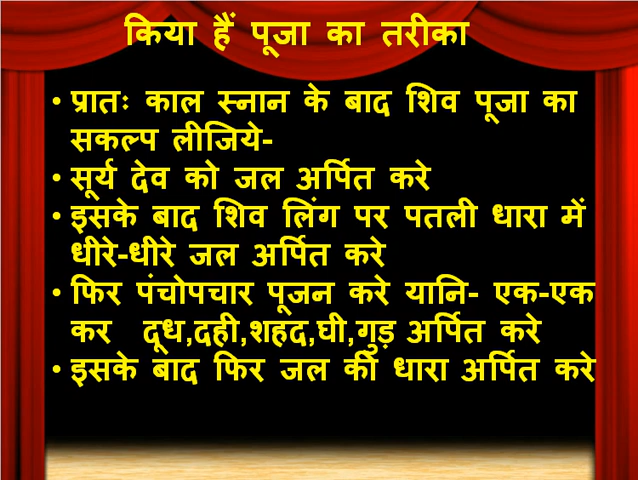 किया हैं पूजा का तरीका
• प्रातः काल स्नान के बाद शिव पूजा का
सकल्प लीजिये-
• सूर्य देव को जल अर्पित करे
• इसके बाद शिव लिंग पर पतली धारा में
धीरे-धीरे जल अर्पित करे
• फिर पंचोपचार पूजन करे यानि- एक-एक
कर दूध,दही,शहद,घी,गुड़ अर्पित करे
• इसके बाद फिर जल की धारा अर्पित करे